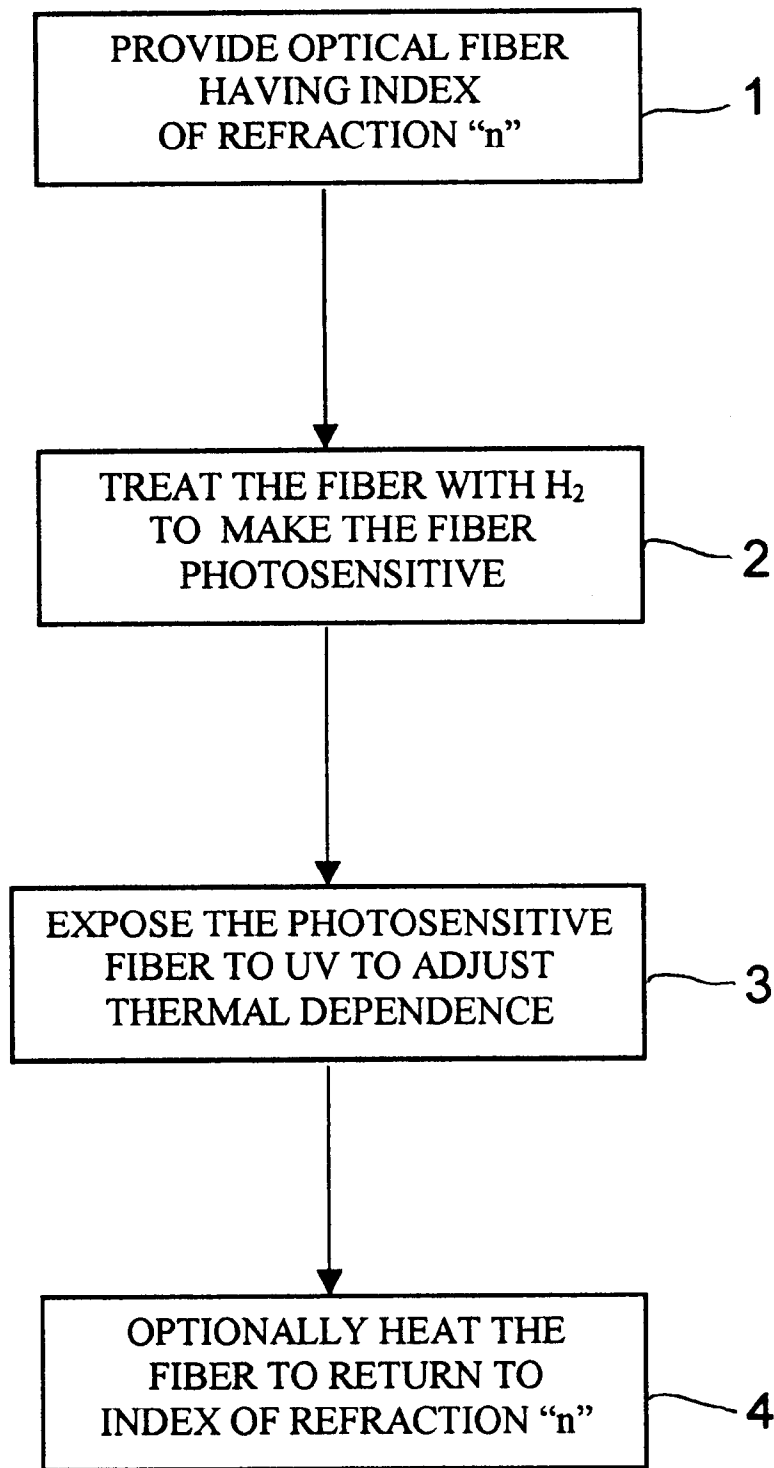 PROVIDE OPTICAL FIBER
HAVING INDEX
OF REFRACTION “n”
1
TREAT THE FIBER WITH H₂
TO MAKE THE FIBER
PHOTOSENSITIVE
2
EXPOSE THE PHOTOSENSITIVE
FIBER TO UV TO ADJUST
THERMAL DEPENDENCE
3
OPTIONALLY HEAT THE
FIBER TO RETURN TO
INDEX OF REFRACTION “n”
4